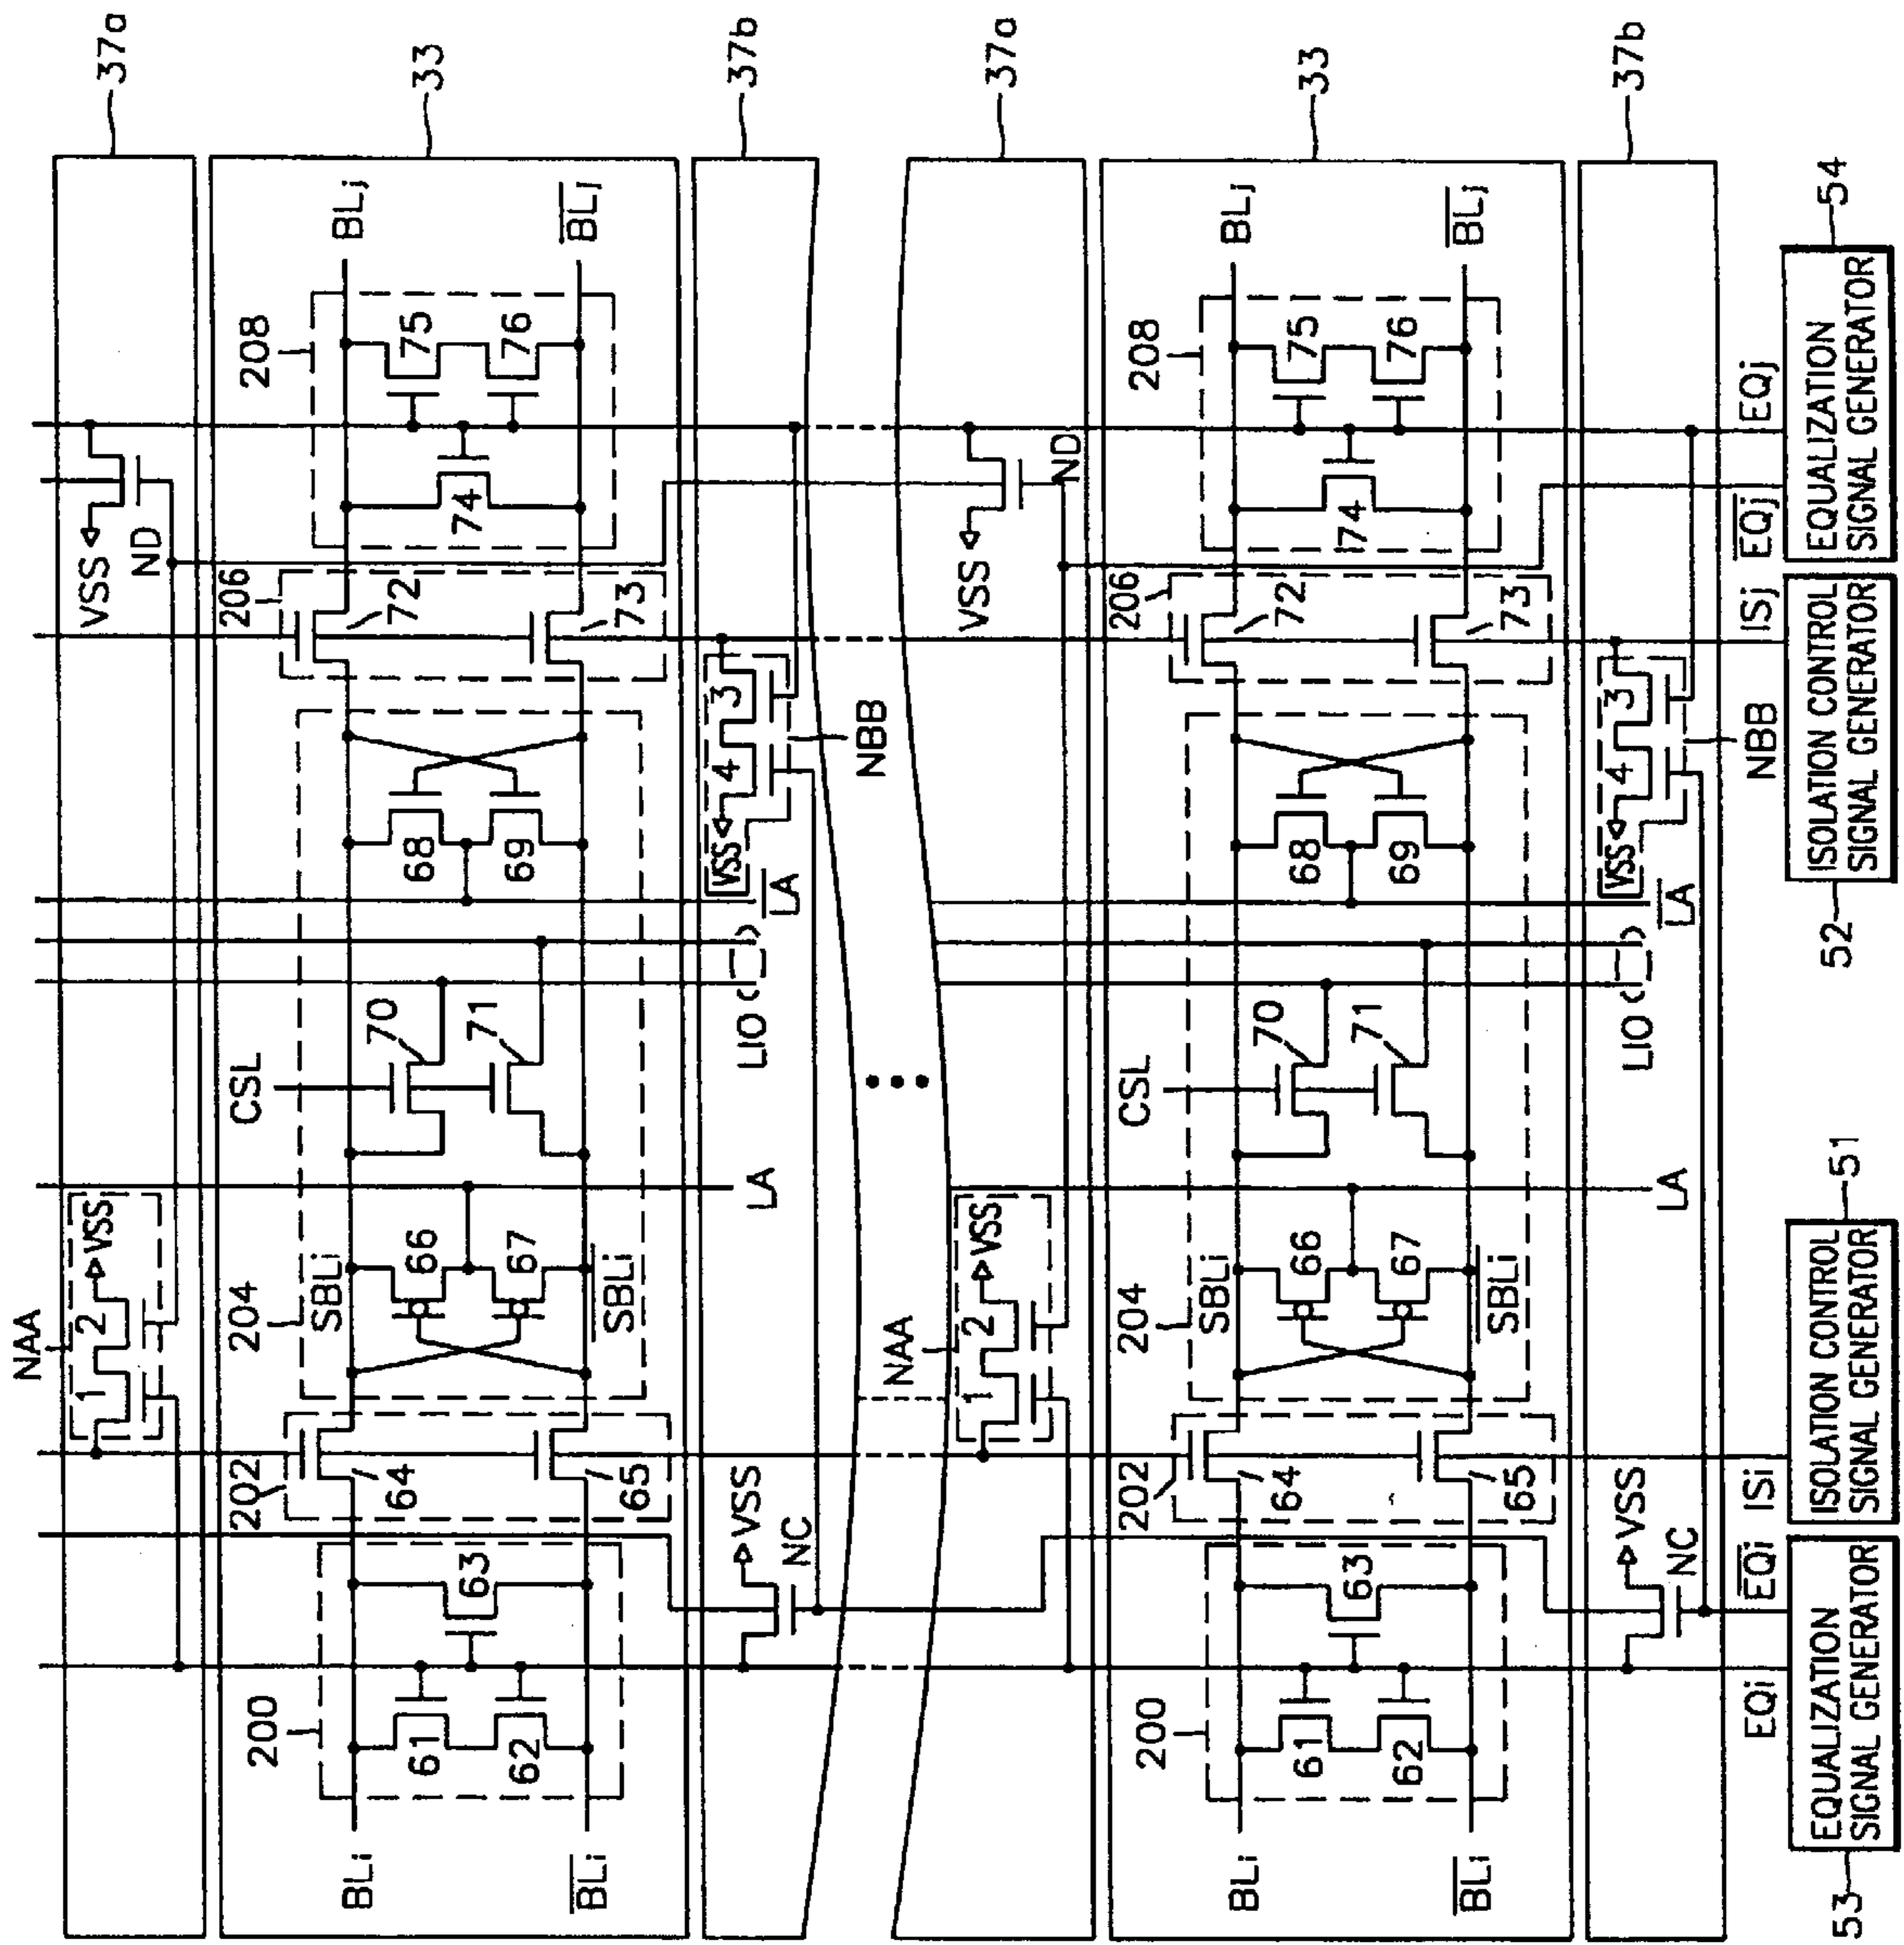 NAA
1
2
VSS
VSS
ND
37a
200
202
204
CSL
206
208
33
BLi
SBLi
BLj
61
62
63
64
65
66
67
70
71
68
69
72
73
74
75
76
BLi
SBLi
BLj
VSS
NC
LA
LIO
LA
VSS
4
3
NBB
37b
NAA
1
2
VSS
VSS
ND
37a
200
202
204
CSL
206
208
33
BLi
SBLi
BLj
61
62
63
64
65
66
67
70
71
68
69
72
73
74
75
76
BLi
SBLi
BLj
VSS
NC
LA
LIO
LA
VSS
4
3
NBB
37b
EQi
EQi
ISi
ISj
EQj
EQj
EQUALIZATION
SIGNAL GENERATOR
53
ISOLATION CONTROL
SIGNAL GENERATOR
51
ISOLATION CONTROL
SIGNAL GENERATOR
52
EQUALIZATION
SIGNAL GENERATOR
54